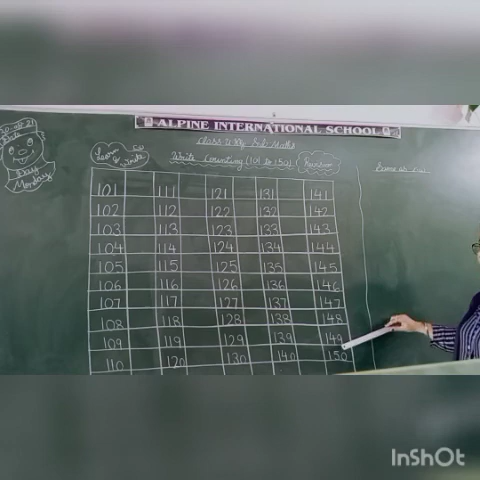 ALPINE INTERNATIONAL SCHOOL
Sub Maths
Write Counting (101 to 150)
Learn
Day
Monday
101 111 121 131 141
102 112 122 132 142
103 113 123 133 143
104 114 124 134 144
105 115 125 135 145
106 116 126 136 146
107 117 127 137 147
108 118 128 138 148
109 119 129 139 149
110 120 130 140 150
InShOt